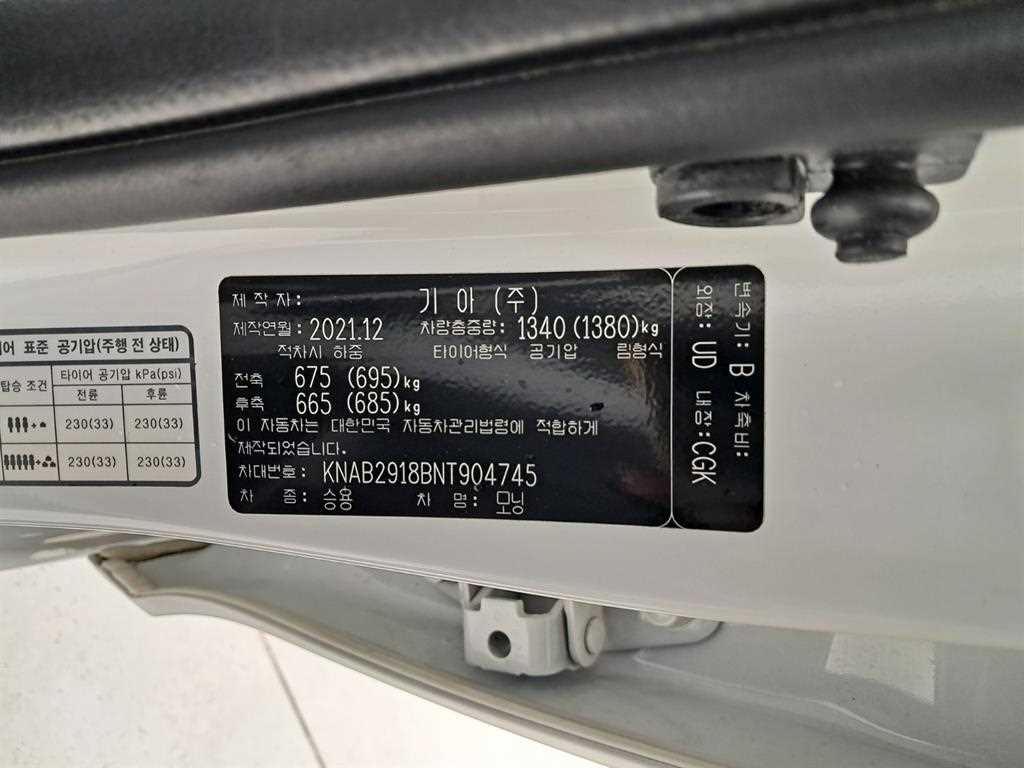 제 작 자: 기 아 (주)
제작연월: 2021.12 차량총중량: 1340 (1380)kg
적차시 하중 타이어형식 공기압 림형식
전축 675 (695)kg
후축 665 (685)kg
이 자동차는 대한민국 자동차관리법령에 적합하게
제작되었습니다.
차대번호: KNAB2918BNT904745
차 종: 승용 차 명: 모닝
변속기: B 차축비:
외장: UD 내장: CGK
어 표준 공기압(주행 전 상태)
탑승 조건 타이어 공기압 kPa(psi)
전륜 후륜
230(33) 230(33)
230(33) 230(33)